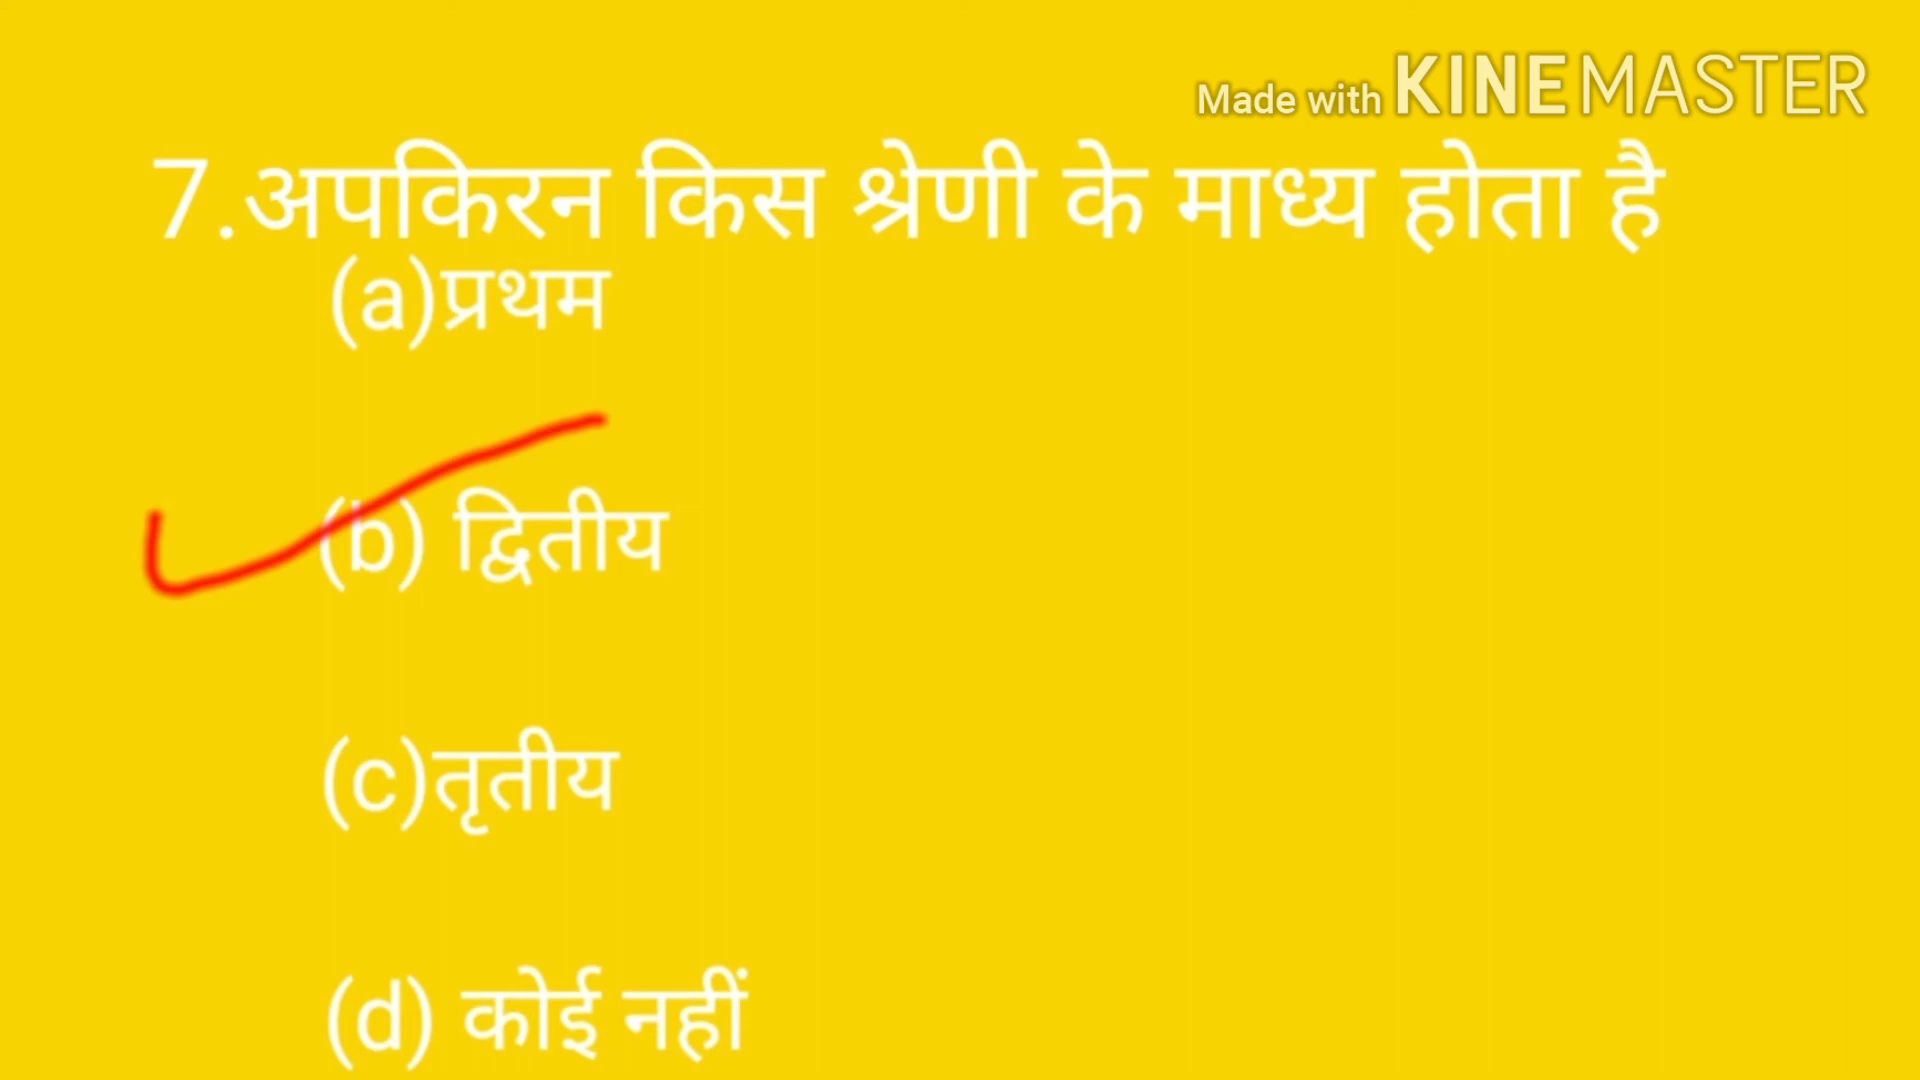 Made with KINEMASTER
7.अपकिरन किस श्रेणी के माध्य होता है
(a)प्रथम
(b) द्वितीय
(c)तृतीय
(d) कोई नहीं